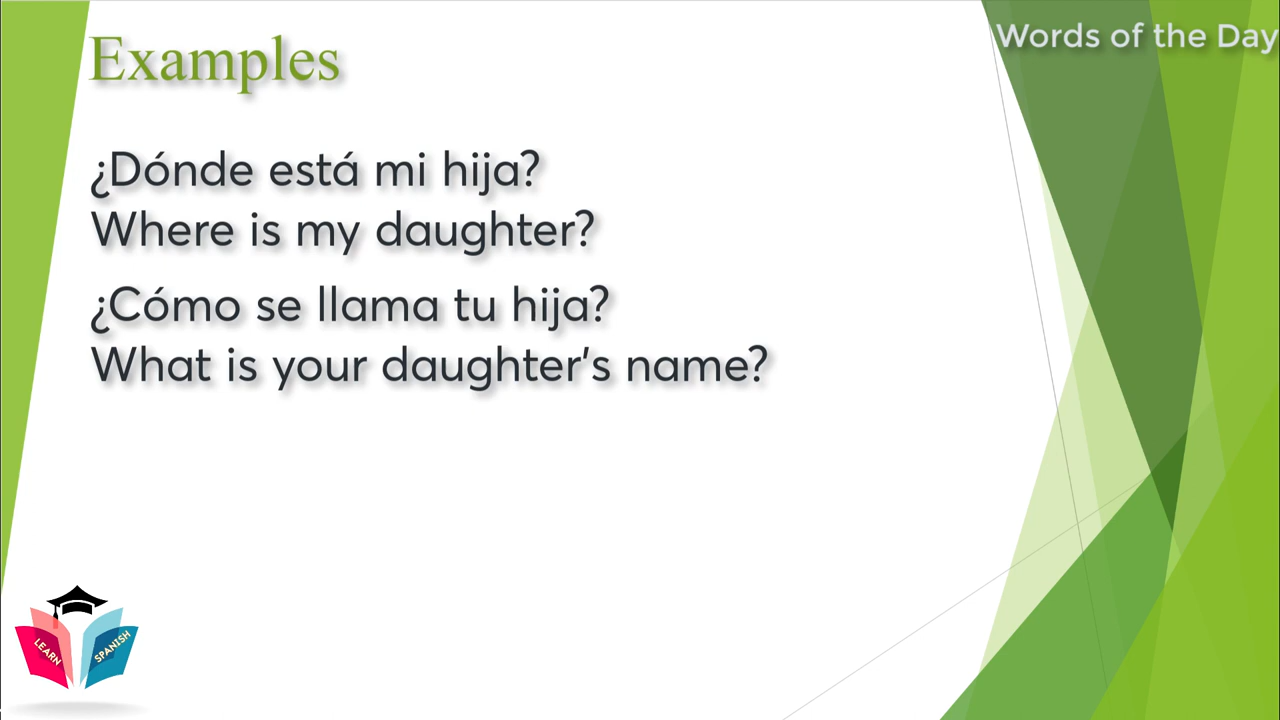 Words of the Day
Examples
¿Dónde está mi hija?
Where is my daughter?
¿Cómo se llama tu hija?
What is your daughter's name?
LEARN
SPANISH